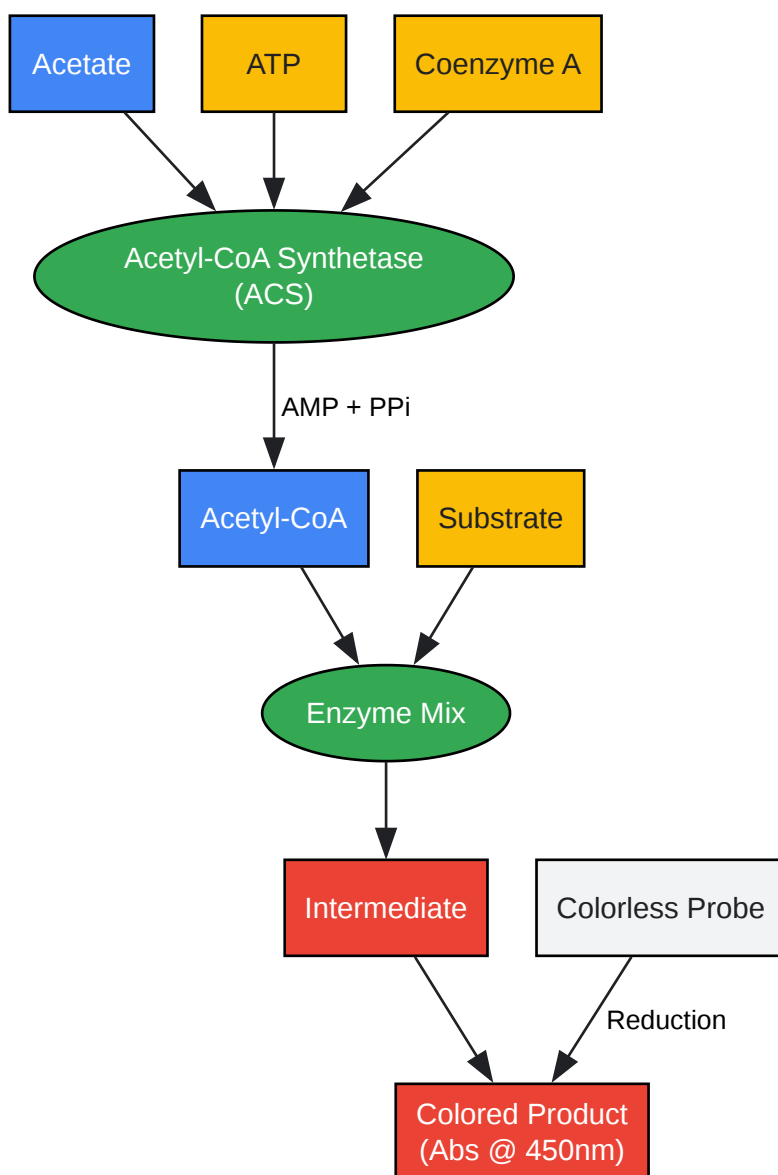 Acetate
ATP
Coenzyme A
Acetyl-CoA Synthetase
(ACS)
AMP + PPi
Acetyl-CoA
Substrate
Enzyme Mix
Intermediate
Colorless Probe
Reduction
Colored Product
(Abs @ 450nm)